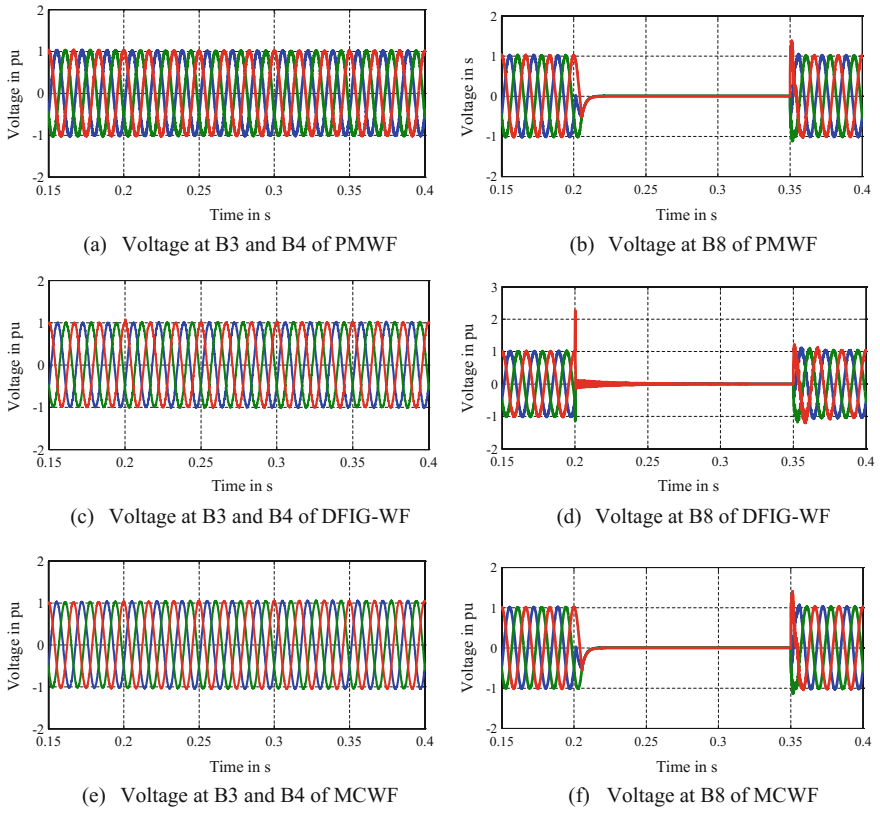 2
1
0
-1
-2
Voltage in pu
0.15 0.2 0.25 0.3 0.35 0.4
Time in s
(a) Voltage at B3 and B4 of PMWF
2
1
0
-1
-2
Voltage in s
0.15 0.2 0.25 0.3 0.35 0.4
Time in s
(b) Voltage at B8 of PMWF
2
1
0
-1
-2
Voltage in pu
0.15 0.2 0.25 0.3 0.35 0.4
Time in s
(c) Voltage at B3 and B4 of DFIG-WF
3
2
1
0
-1
-2
Voltage in pu
0.15 0.2 0.25 0.3 0.35 0.4
Time in s
(d) Voltage at B8 of DFIG-WF
2
1
0
-1
-2
Voltage in pu
0.15 0.2 0.25 0.3 0.35 0.4
Time in s
(e) Voltage at B3 and B4 of MCWF
2
1
0
-1
-2
Voltage in pu
0.15 0.2 0.25 0.3 0.35 0.4
Time in s
(f) Voltage at B8 of MCWF